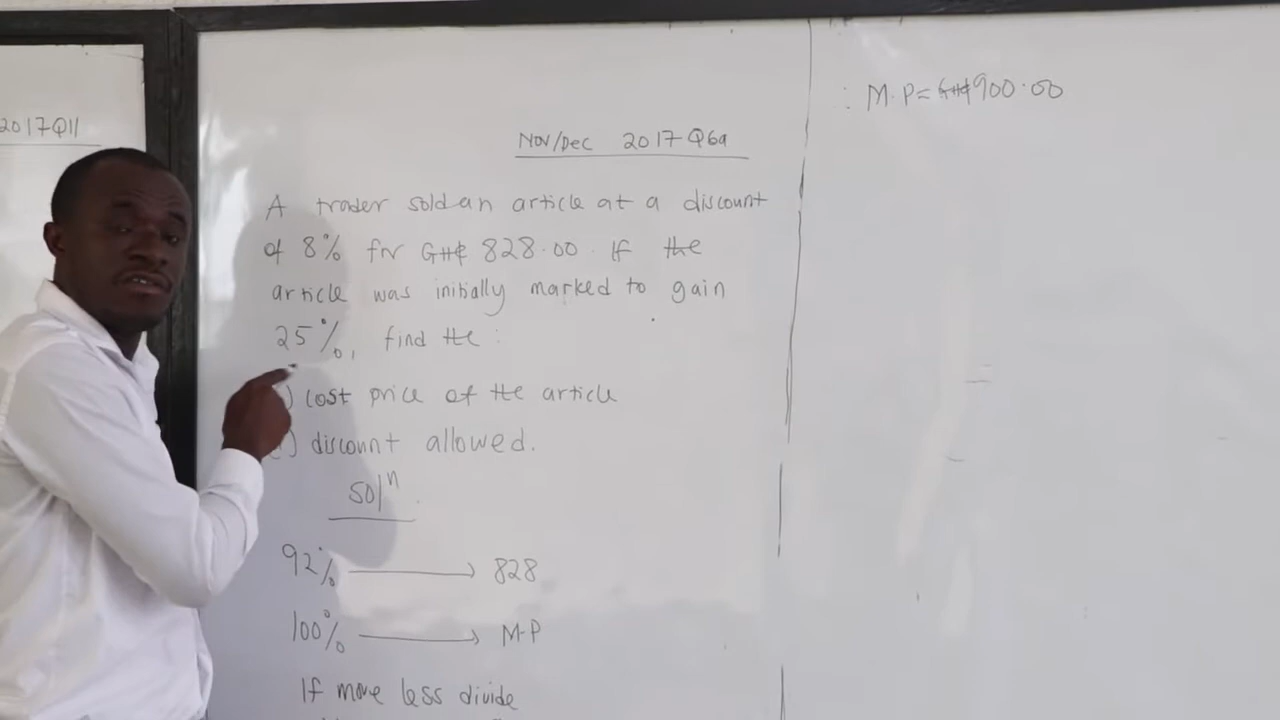 2017Q11
Nov/Dec 2017 Q6a
A trader sold an article at a discount
of 8% for GH¢ 828.00. If the
article was initially marked to gain
25%, find the:
) cost price of the article
) discount allowed.
Solⁿ
92% → 828
100% → M.P
If more less divide
∴ M.P = GH¢900.00